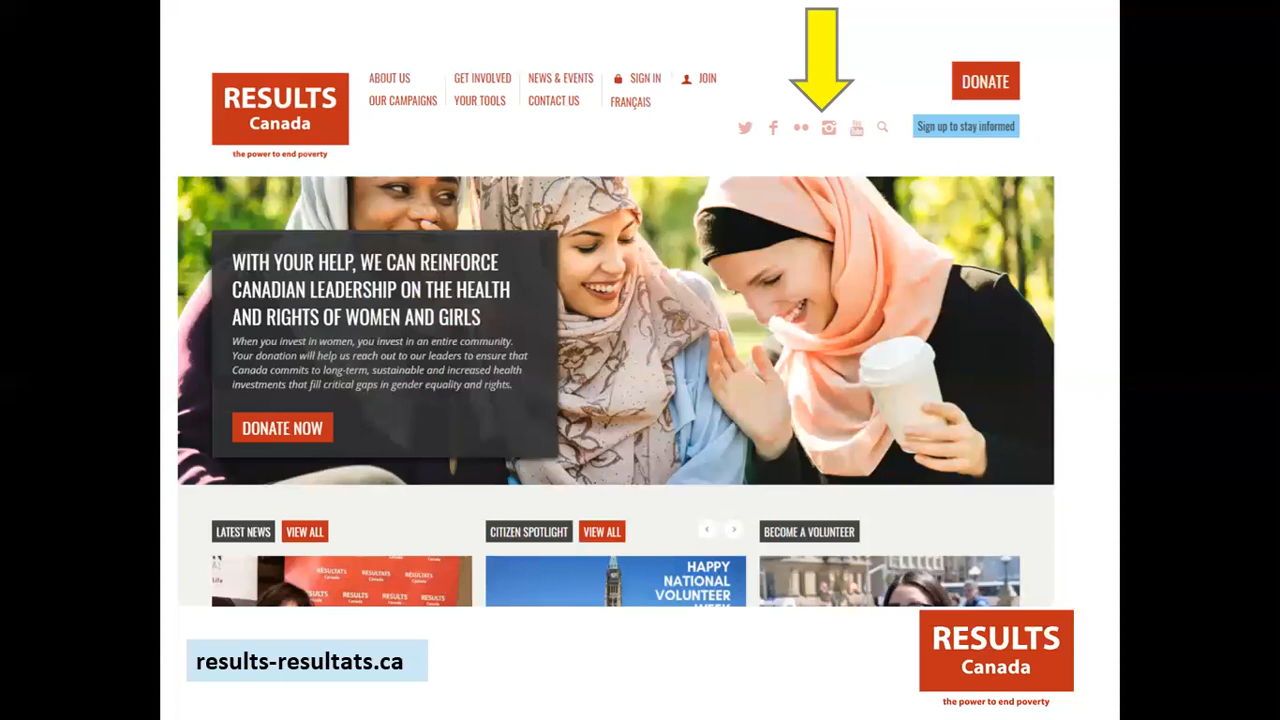 RESULTS
Canada
the power to end poverty
ABOUT US
OUR CAMPAIGNS
GET INVOLVED
YOUR TOOLS
NEWS & EVENTS
CONTACT US
SIGN IN
JOIN
FRANÇAIS
DONATE
Sign up to stay informed
WITH YOUR HELP, WE CAN REINFORCE
CANADIAN LEADERSHIP ON THE HEALTH
AND RIGHTS OF WOMEN AND GIRLS
When you invest in women, you invest in an entire community.
Your donation will help us reach out to our leaders to ensure that
Canada commits to long-term, sustainable and increased health
investments that fill critical gaps in gender equality and rights.
DONATE NOW
LATEST NEWS
VIEW ALL
CITIZEN SPOTLIGHT
VIEW ALL
BECOME A VOLUNTEER
HAPPY
NATIONAL
VOLUNTEER
WEEK
results-resultats.ca
RESULTS
Canada
the power to end poverty